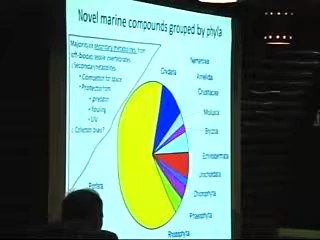 Novel marine compounds grouped by phyla
Majority as secondary metabolites, from
soft-bodied, sessile invertebrates
Secondary metabolites
• Competition for space
• Protection from
predation
fouling
UV
Collection bias?
Cnidaria
Nemertea
Annelida
Crustacea
Mollusca
Bryozoa
Echinodermata
Urochordata
Chlorophyta
Phaeophyta
Rhodophyta
Porifera